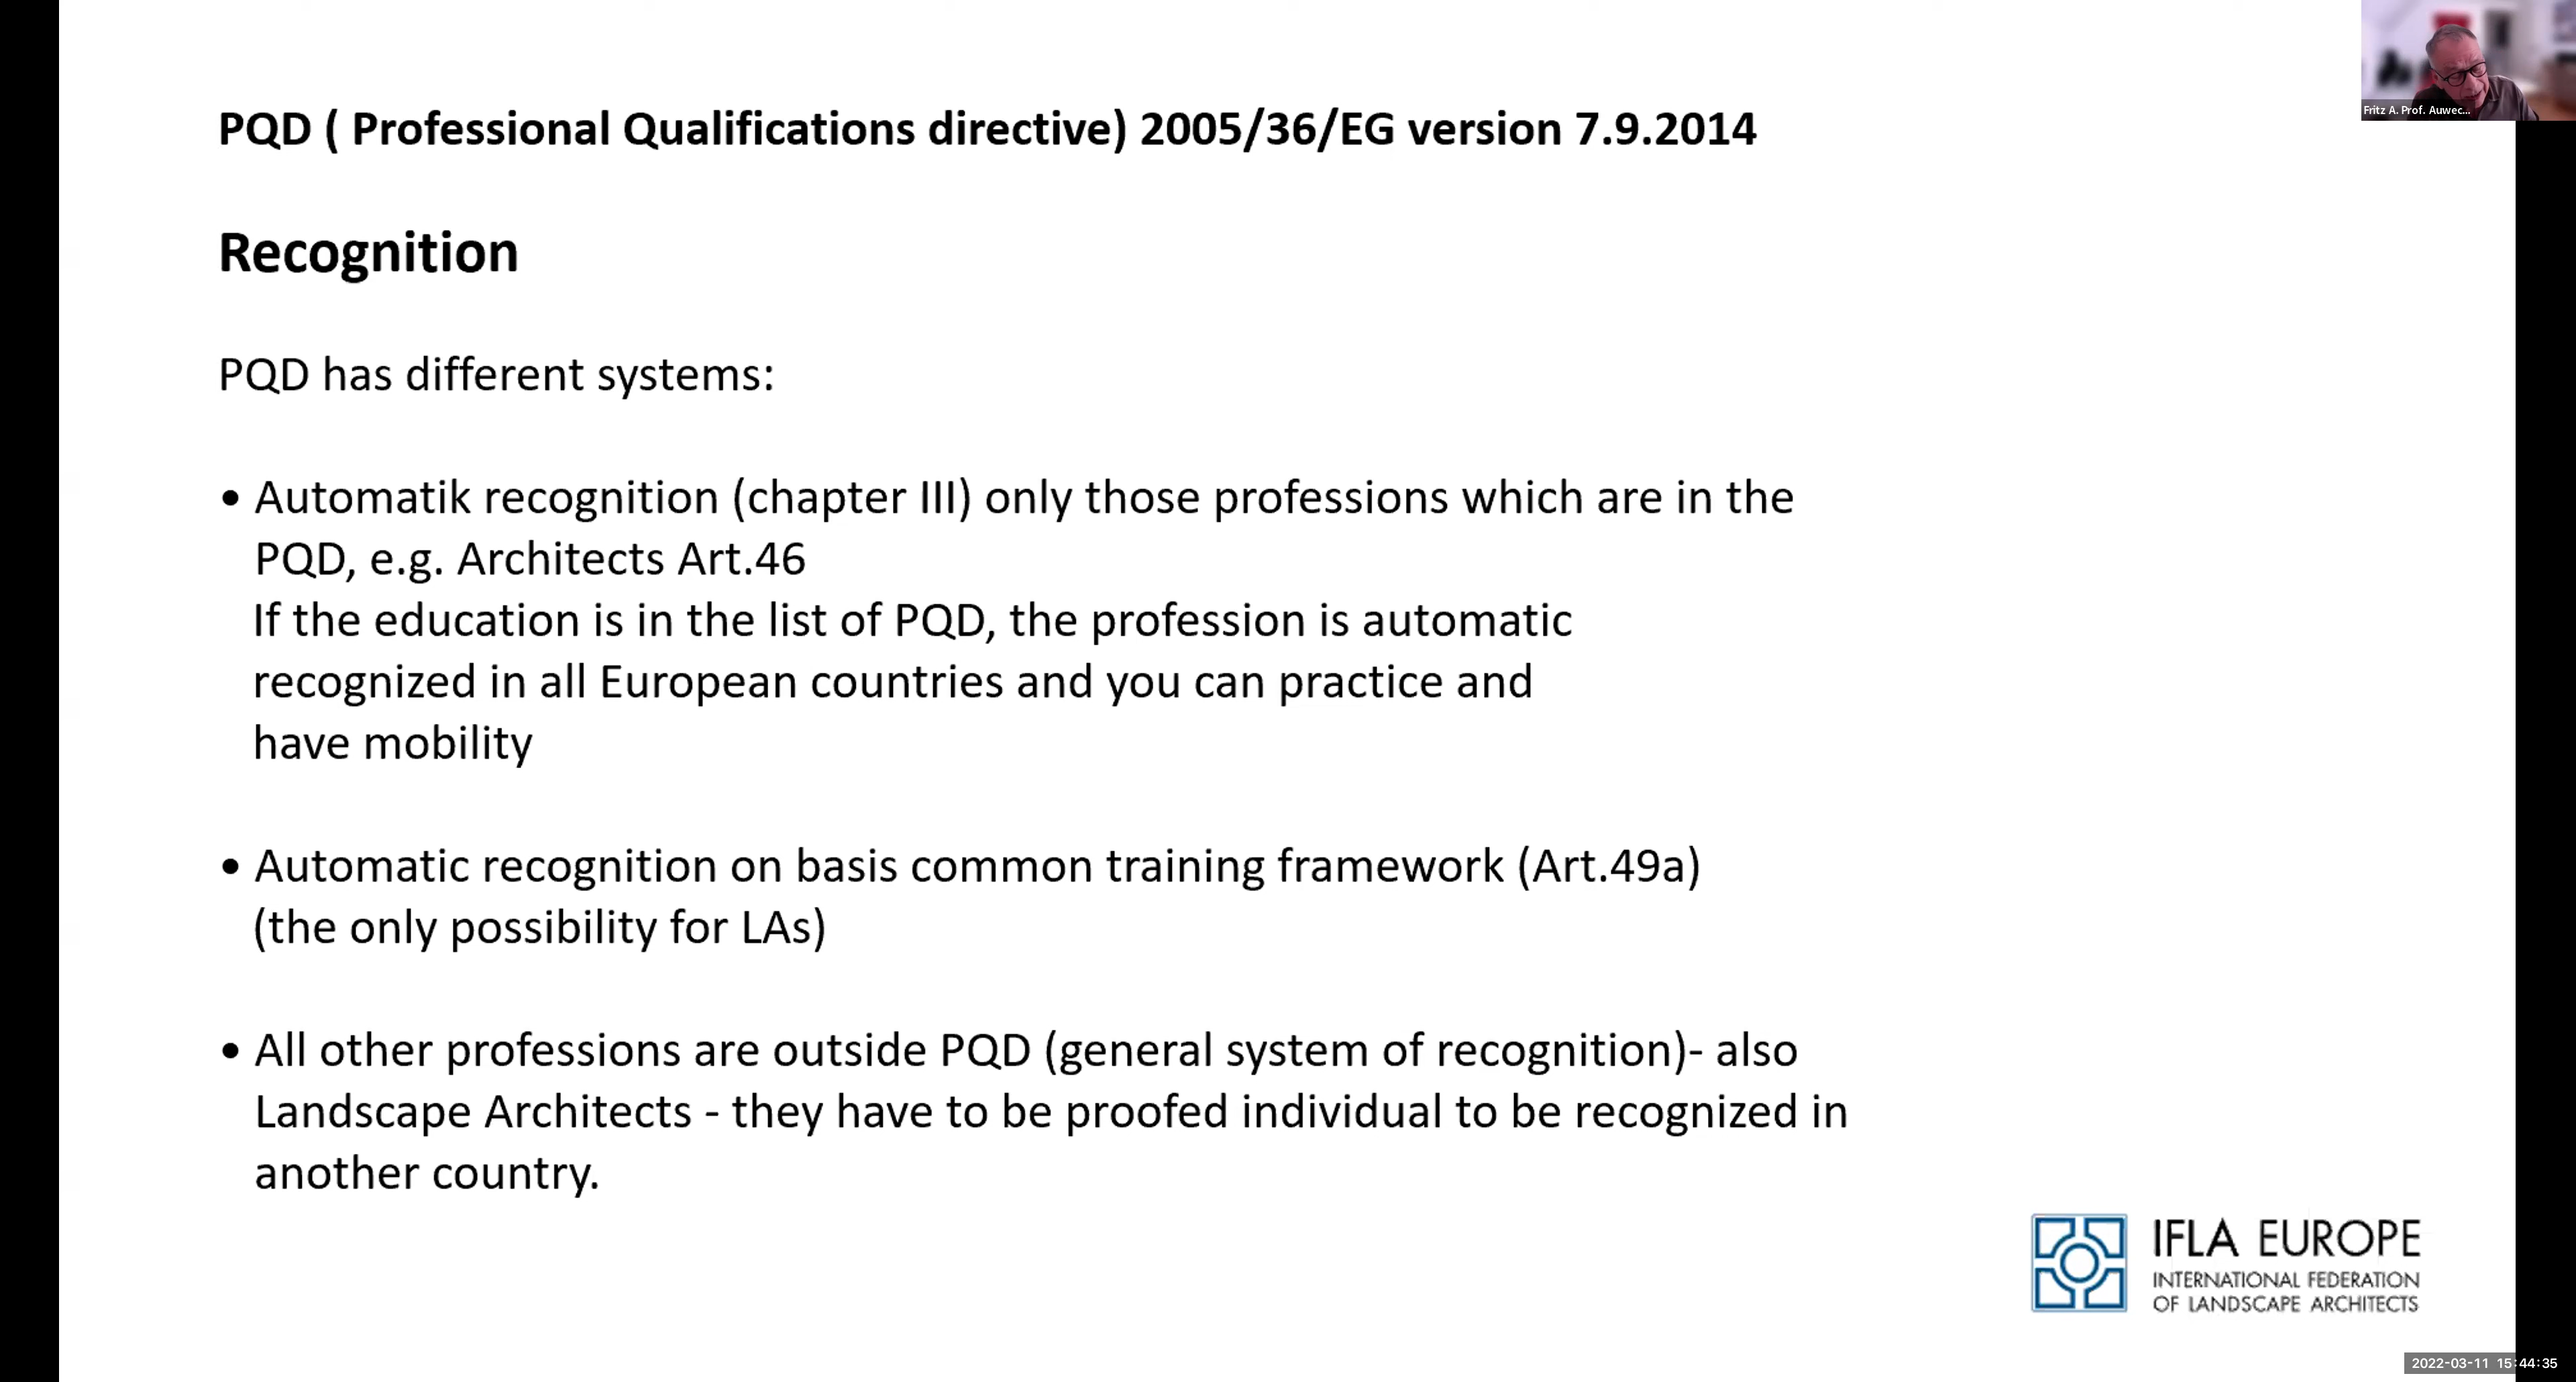 Fritz A. Prof. Auwec...
PQD ( Professional Qualifications directive) 2005/36/EG version 7.9.2014
Recognition
PQD has different systems:
• Automatik recognition (chapter III) only those professions which are in the
PQD, e.g. Architects Art.46
If the education is in the list of PQD, the profession is automatic
recognized in all European countries and you can practice and
have mobility
• Automatic recognition on basis common training framework (Art.49a)
(the only possibility for LAs)
• All other professions are outside PQD (general system of recognition)- also
Landscape Architects - they have to be proofed individual to be recognized in
another country.
IFLA EUROPE
INTERNATIONAL FEDERATION
OF LANDSCAPE ARCHITECTS
2022-03-11 15:44:35